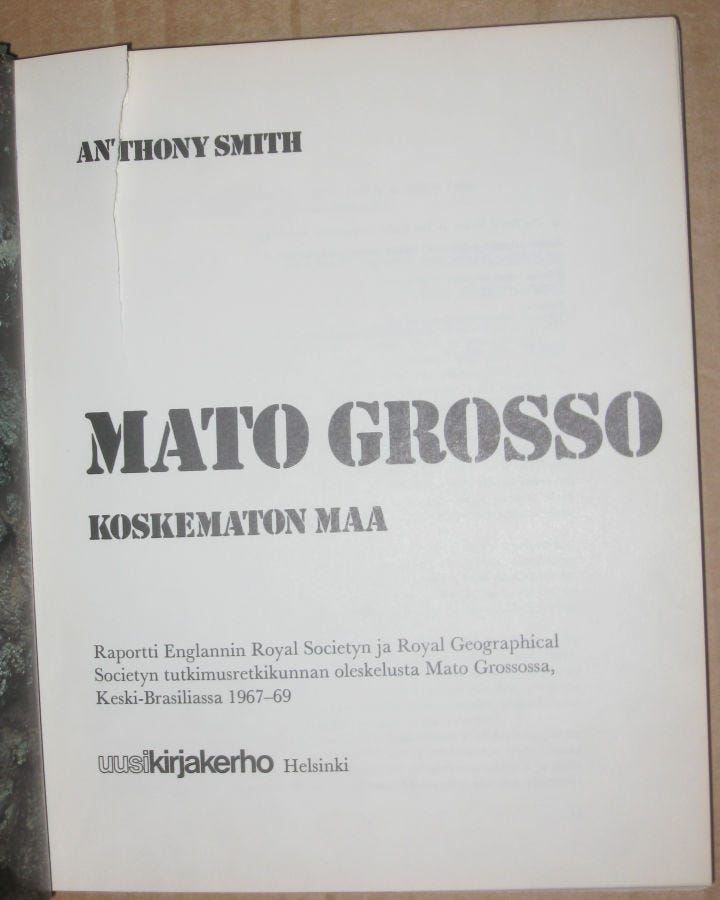 ANTHONY SMITH
MATO GROSSO
KOSKEMATON MAA
Raportti Englannin Royal Societyn ja Royal Geographical
Societyn tutkimusretkikunnan oleskelusta Mato Grossossa,
Keski-Brasiliassa 1967–69
uusikirjakerho Helsinki